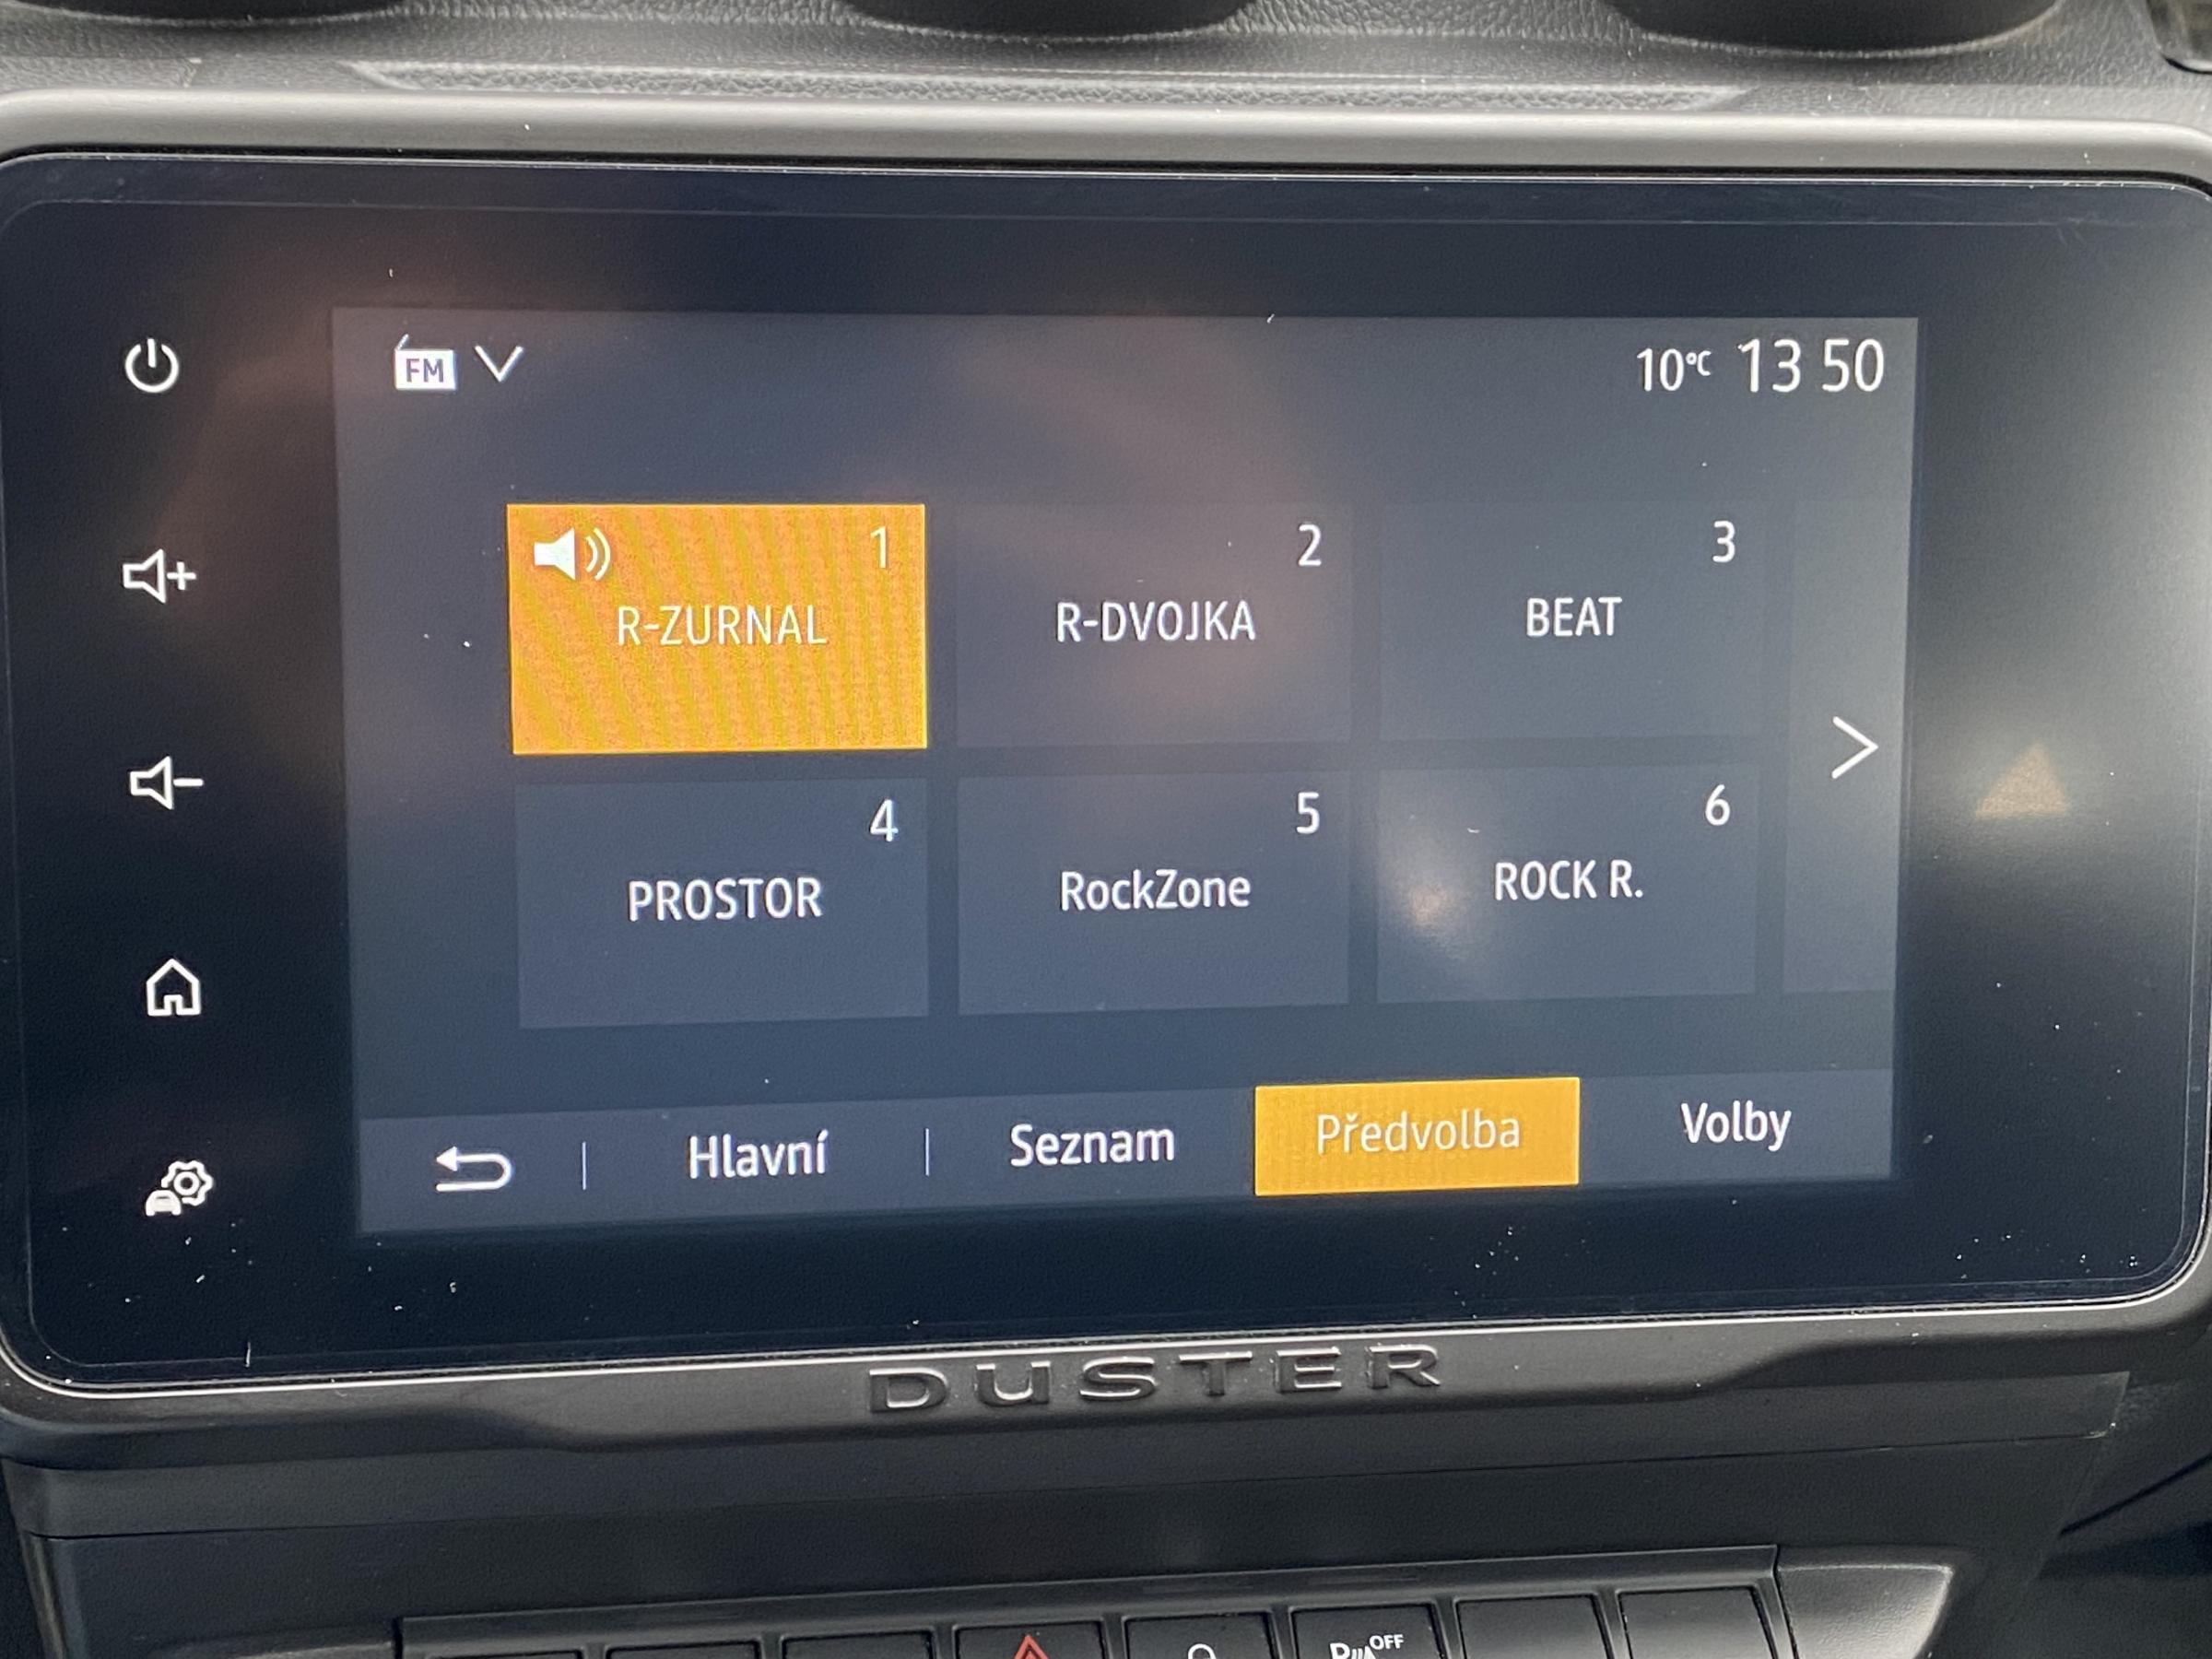 FM
10°C 13 50
1
R-ZURNAL
2
R-DVOJKA
3
BEAT
4
PROSTOR
5
RockZone
6
ROCK R.
Hlavní
Seznam
Předvolba
Volby
DUSTER
OFF